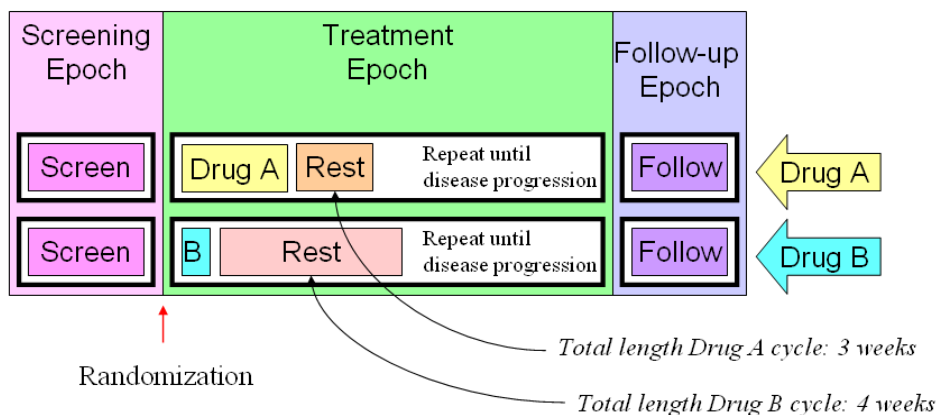 Screening
Epoch
Treatment
Epoch
Follow-up
Epoch
Screen
Drug A
Rest
Repeat until
disease progression
Follow
Drug A
Screen
B
Rest
Repeat until
disease progression
Follow
Drug B
Randomization
Total length Drug A cycle: 3 weeks
Total length Drug B cycle: 4 weeks